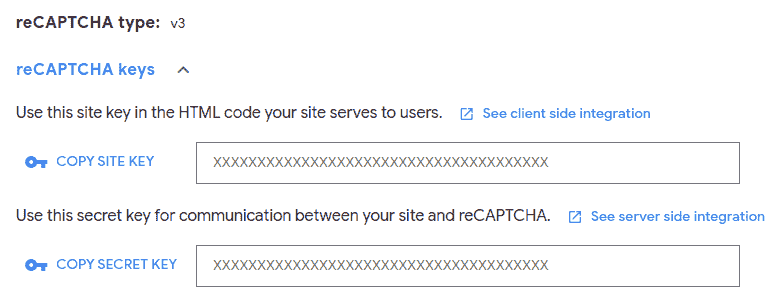 reCAPTCHA type: v3
reCAPTCHA keys
Use this site key in the HTML code your site serves to users. See client side integration
COPY SITE KEY XXXXXXXXXXXXXXXXXXXXXXXXXXXXXXXXXXXXXX
Use this secret key for communication between your site and reCAPTCHA. See server side integration
COPY SECRET KEY XXXXXXXXXXXXXXXXXXXXXXXXXXXXXXXXXXXXXX